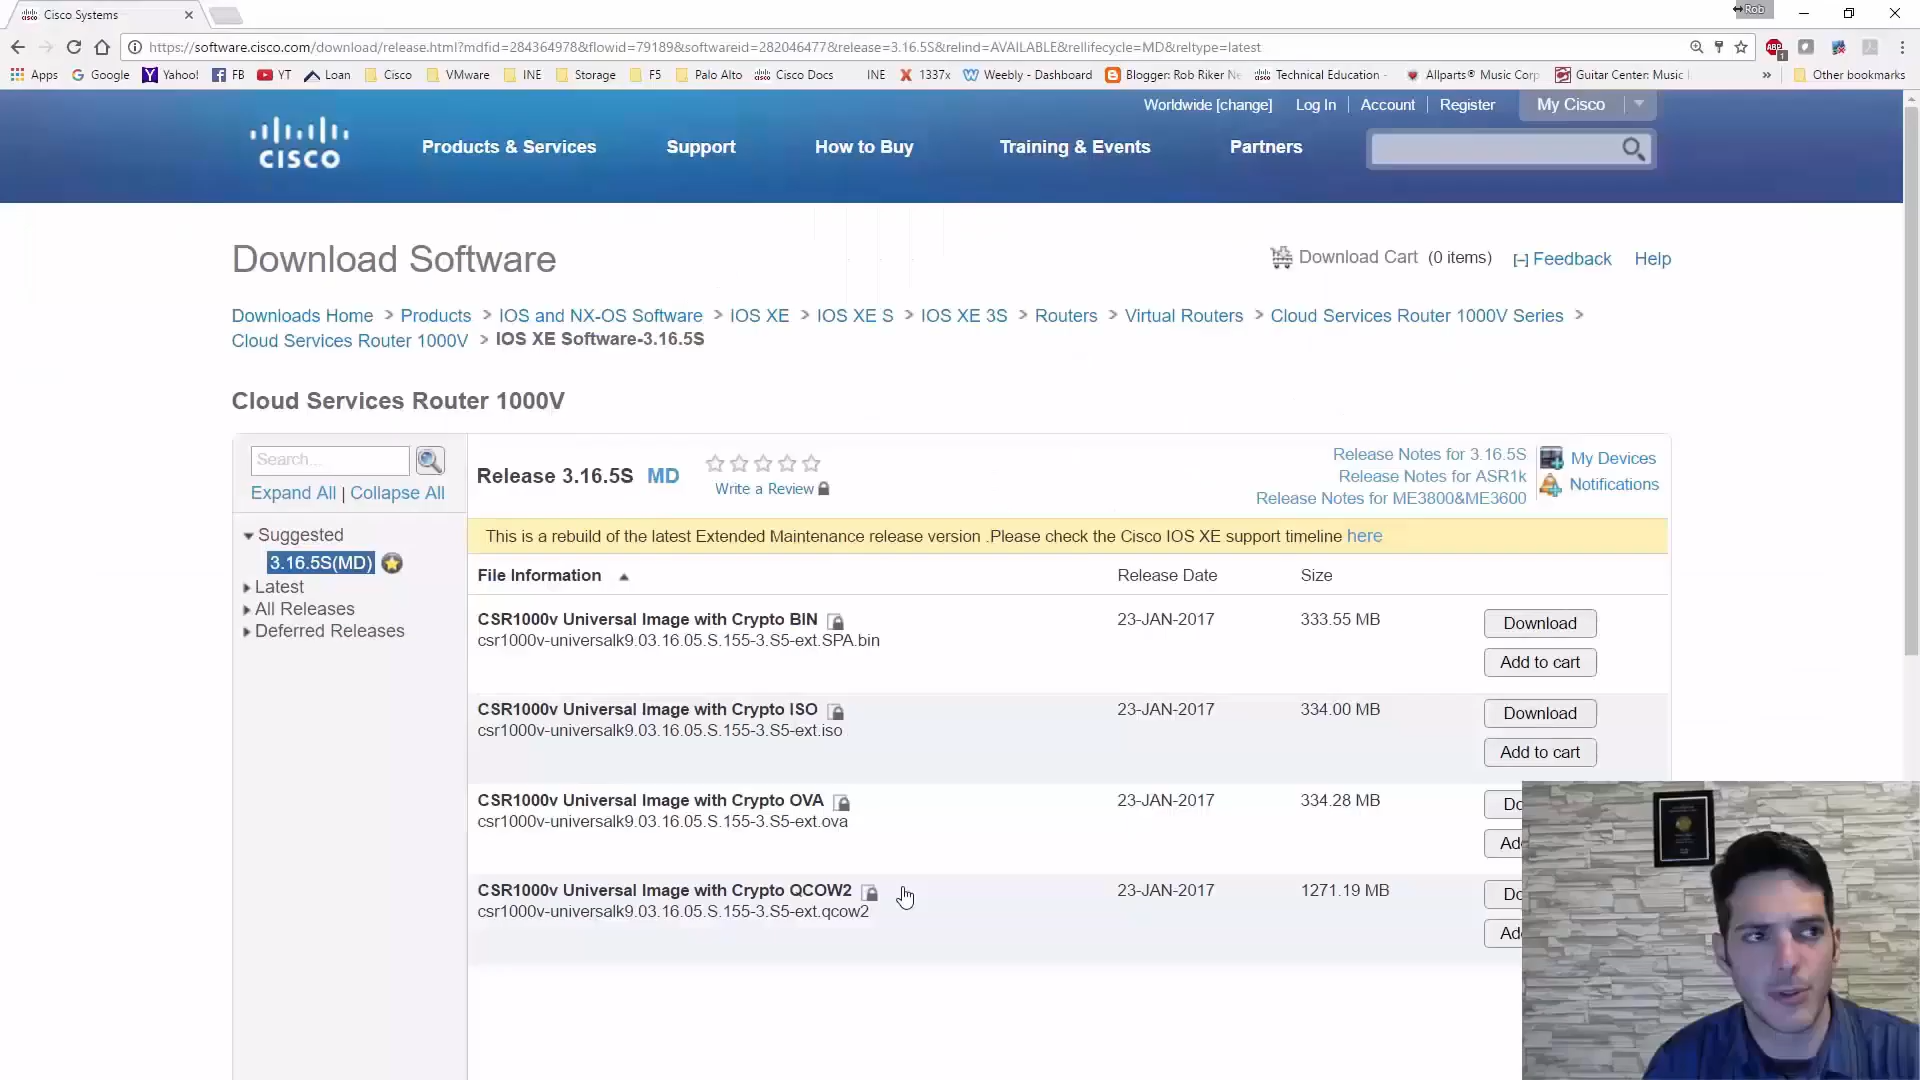 Cisco Systems
Rob
https://software.cisco.com/download/release.html?mdfid=284364978&flowid=79189&softwareid=282046477&release=3.16.5S&relind=AVAILABLE&rellifecycle=MD&reltype=latest
ABP
1
Apps Google Yahoo! FB YT Loan Cisco VMware INE Storage F5 Palo Alto Cisco Docs INE 1337x Weebly - Dashboard Blogger: Rob Riker Ne Technical Education - Allparts® Music Corp Guitar Center: Music » Other bookmarks
Worldwide [change] Log In Account Register My Cisco
CISCO
Products & Services Support How to Buy Training & Events Partners
Download Software
Download Cart (0 items) [–] Feedback Help
Downloads Home > Products > IOS and NX-OS Software > IOS XE > IOS XE S > IOS XE 3S > Routers > Virtual Routers > Cloud Services Router 1000V Series >
Cloud Services Router 1000V > IOS XE Software-3.16.5S
Cloud Services Router 1000V
Search...
Expand All | Collapse All
Suggested
3.16.5S(MD)
Latest
All Releases
Deferred Releases
Release 3.16.5S MD
Write a Review
Release Notes for 3.16.5S
Release Notes for ASR1k
Release Notes for ME3800&ME3600
My Devices
Notifications
This is a rebuild of the latest Extended Maintenance release version .Please check the Cisco IOS XE support timeline here
File Information Release Date Size
CSR1000v Universal Image with Crypto BIN 23-JAN-2017 333.55 MB Download
csr1000v-universalk9.03.16.05.S.155-3.S5-ext.SPA.bin
Add to cart
CSR1000v Universal Image with Crypto ISO 23-JAN-2017 334.00 MB Download
csr1000v-universalk9.03.16.05.S.155-3.S5-ext.iso
Add to cart
CSR1000v Universal Image with Crypto OVA 23-JAN-2017 334.28 MB Do
csr1000v-universalk9.03.16.05.S.155-3.S5-ext.ova
Ad
CSR1000v Universal Image with Crypto QCOW2 23-JAN-2017 1271.19 MB Do
csr1000v-universalk9.03.16.05.S.155-3.S5-ext.qcow2
Ad